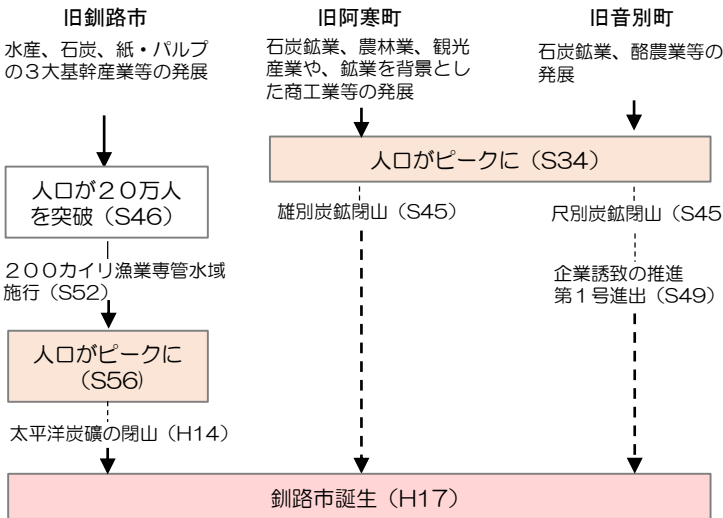 旧釧路市
水産、石炭、紙・パルプ
の３大基幹産業等の発展
人口が２０万人
を突破（S46）
２００カイリ漁業専管水域
施行（S52）
人口がピークに
（S56)
太平洋炭礦の閉山（H14）
旧阿寒町
石炭鉱業、農林業、観光
産業や、鉱業を背景とし
た商工業等の発展
旧音別町
石炭鉱業、酪農業等の
発展
人口がピークに（S34）
雄別炭鉱閉山（S45）
尺別炭鉱閉山（S45
企業誘致の推進
第１号進出（S49）
釧路市誕生（H17）